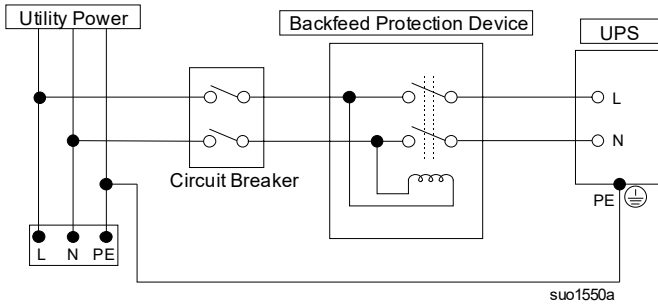 Utility Power
Backfeed Protection Device
UPS
L
N
Circuit Breaker
PE
L N PE
suo1550a